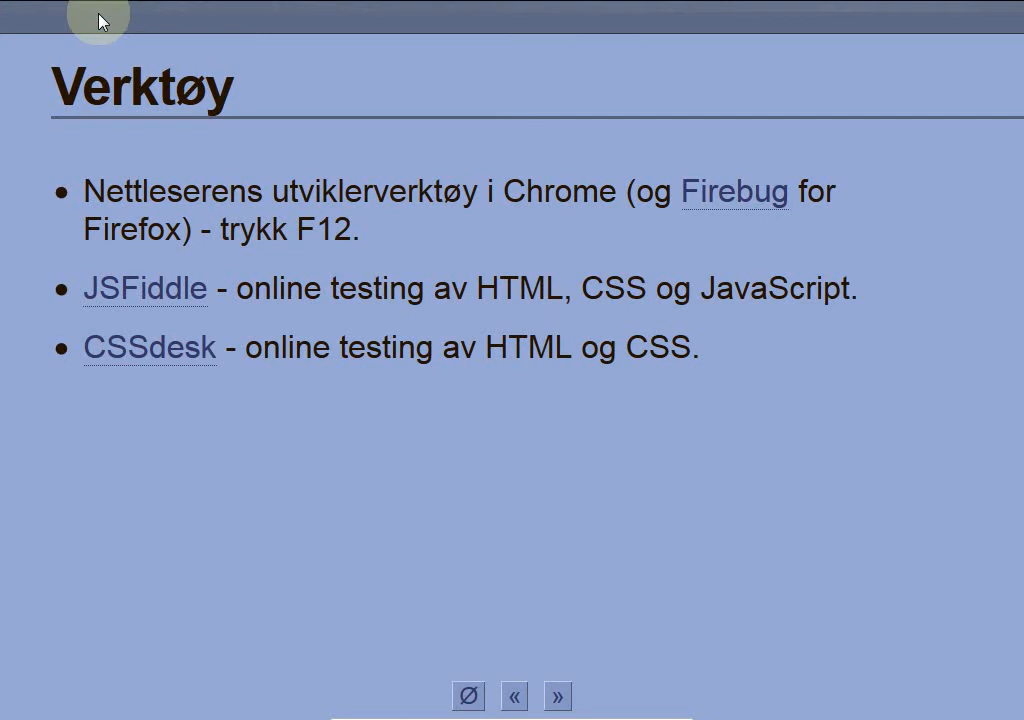 Verktøy
• Nettleserens utviklerverktøy i Chrome (og Firebug for
Firefox) - trykk F12.
• JSFiddle - online testing av HTML, CSS og JavaScript.
• CSSdesk - online testing av HTML og CSS.
Ø « »